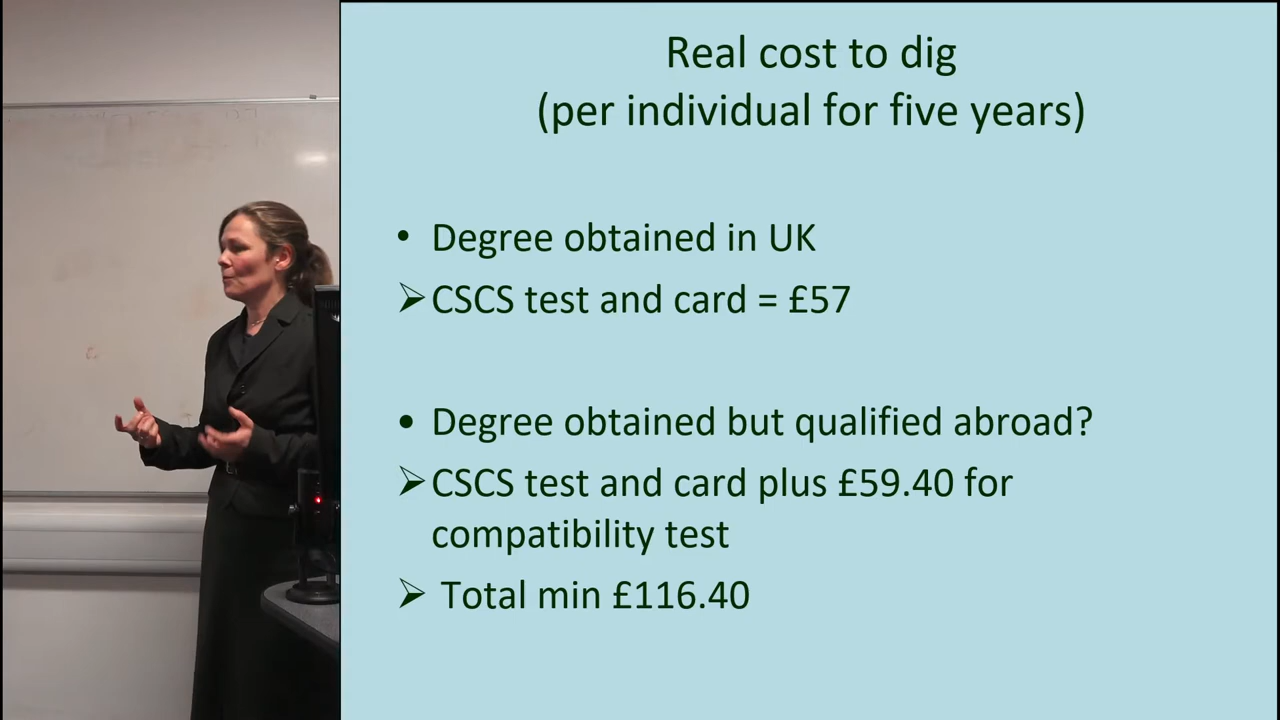 Real cost to dig
(per individual for five years)
• Degree obtained in UK
➢ CSCS test and card = £57
• Degree obtained but qualified abroad?
➢ CSCS test and card plus £59.40 for
compatibility test
➢ Total min £116.40